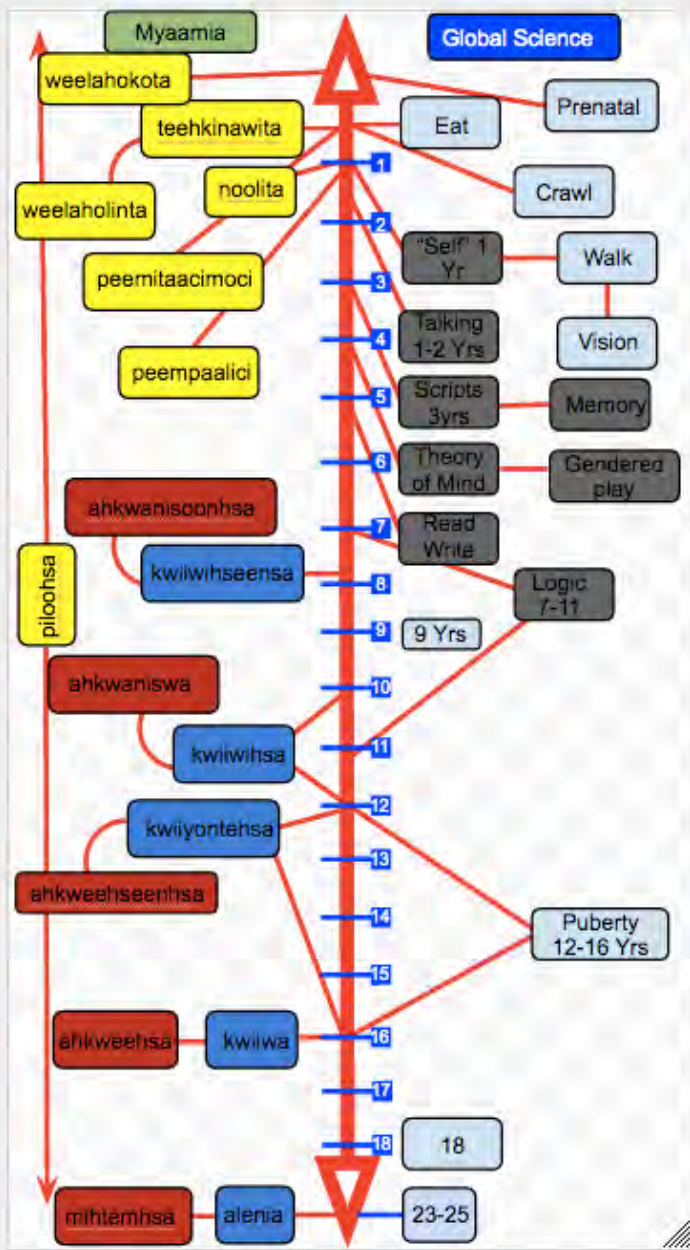 Myaamia
Global Science
weelahokota
Prenatal
teehkinawita
Eat
1
noolita
Crawl
weelaholinta
2
"Self" 1
Yr
Walk
peemitaacimoci
3
Talking
1-2 Yrs
4
Vision
peempaalici
5
Scripts
3yrs
Memory
6
Theory
of Mind
Gendered
play
ahkwanisoonhsa
7
Read
Write
kwiiwihseensa
8
Logic
7-11
piloohsa
9
9 Yrs
ahkwaniswa
10
kwiiwihsa
11
12
kwiiyontehsa
13
ahkweehseenhsa
14
Puberty
12-16 Yrs
15
ahkweehsa
kwiiwa
16
17
18
18
mihtemhsa
alenia
23-25